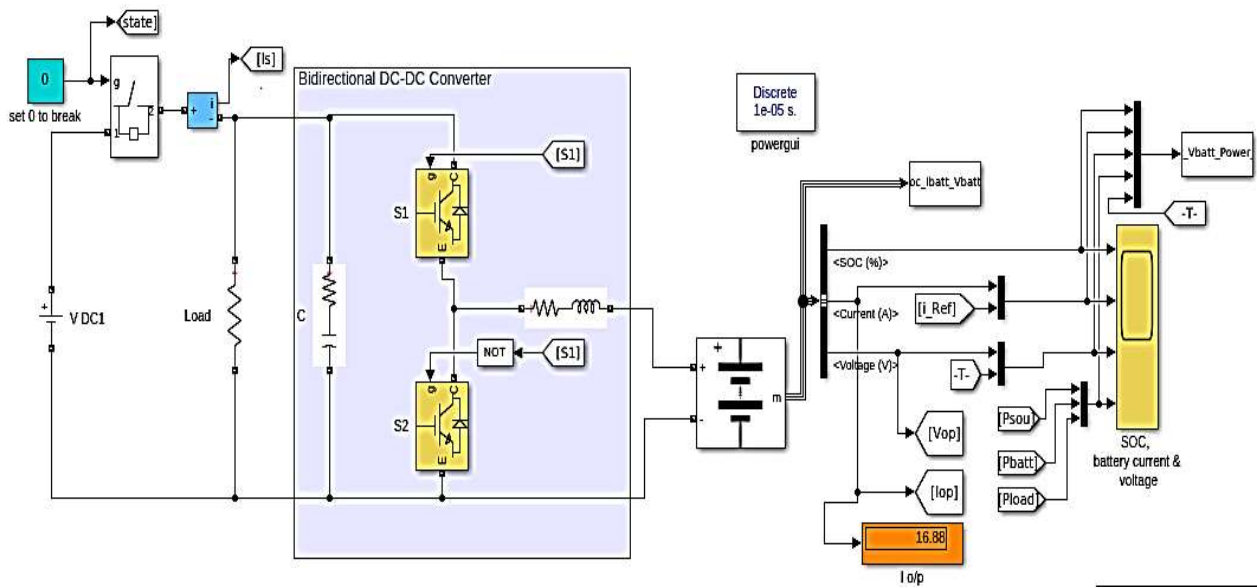 [state]
0
set 0 to break
g
1
2
[Is]
+
i
-
V DC1
+
Load
Bidirectional DC-DC Converter
C
S1
g
C
E
[S1]
NOT
[S1]
S2
g
C
E
Discrete
1e-05 s.
powergui
+
+
-
m
oc_Ibatt_Vbatt
<SOC (%)>
<Current (A)>
<Voltage (V)>
[i_Ref]
-T-
[Vop]
[Iop]
16.88
I o/p
[Psou]
[Pbatt]
[Pload]
_Vbatt_Power_
-T-
SOC,
battery current &
voltage